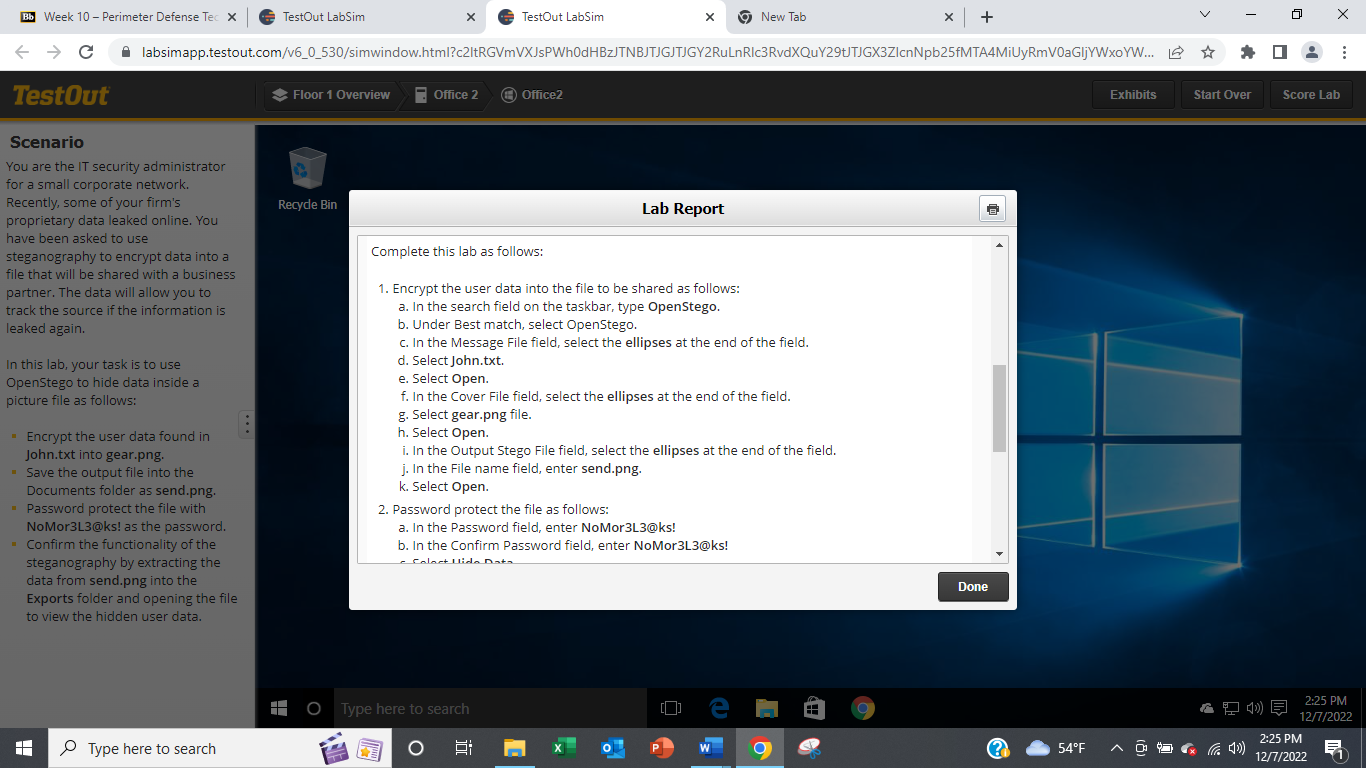 Week 10 – Perimeter Defense Tec
TestOut LabSim
TestOut LabSim
New Tab
TestOut
Floor 1 Overview
Office 2
Office2
Exhibits
Start Over
Score Lab
Scenario
You are the IT security administrator
for a small corporate network.
Recently, some of your firm's
proprietary data leaked online. You
have been asked to use
steganography to encrypt data into a
file that will be shared with a business
partner. The data will allow you to
track the source if the information is
leaked again.
In this lab, your task is to use
OpenStego to hide data inside a
picture file as follows:
Encrypt the user data found in
John.txt into gear.png.
Save the output file into the
Documents folder as send.png.
Password protect the file with
NoMor3L3@ks! as the password.
Confirm the functionality of the
steganography by extracting the
data from send.png into the
Exports folder and opening the file
to view the hidden user data.
Recycle Bin
Lab Report
Complete this lab as follows:
1. Encrypt the user data into the file to be shared as follows:
a. In the search field on the taskbar, type OpenStego.
b. Under Best match, select OpenStego.
c. In the Message File field, select the ellipses at the end of the field.
d. Select John.txt.
e. Select Open.
f. In the Cover File field, select the ellipses at the end of the field.
g. Select gear.png file.
h. Select Open.
i. In the Output Stego File field, select the ellipses at the end of the field.
j. In the File name field, enter send.png.
k. Select Open.
2. Password protect the file as follows:
a. In the Password field, enter NoMor3L3@ks!
b. In the Confirm Password field, enter NoMor3L3@ks!
c. Select Hide Data
Done
Type here to search
2:25 PM
12/7/2022
Type here to search
54°F
2:25 PM
12/7/2022
1